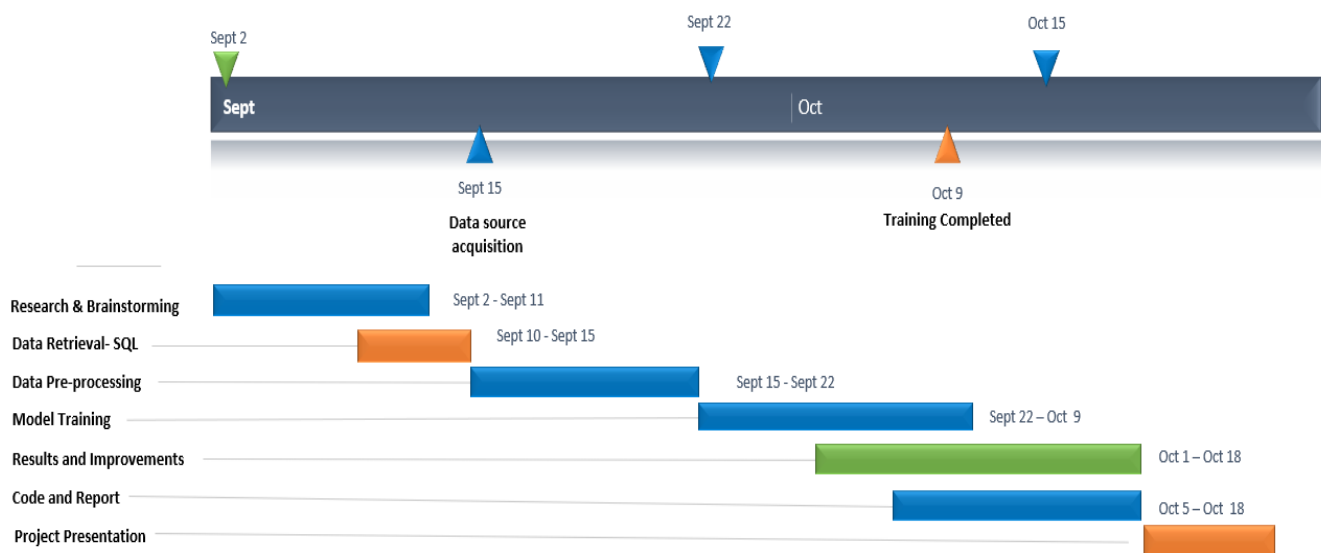 Sept 2
Sept 22
Oct 15
Sept
Oct
Sept 15
Oct 9
Data source
acquisition
Training Completed
Research & Brainstorming
Sept 2 - Sept 11
Data Retrieval- SQL
Sept 10 - Sept 15
Data Pre-processing
Sept 15 - Sept 22
Model Training
Sept 22 – Oct 9
Results and Improvements
Oct 1 – Oct 18
Code and Report
Oct 5 – Oct 18
Project Presentation